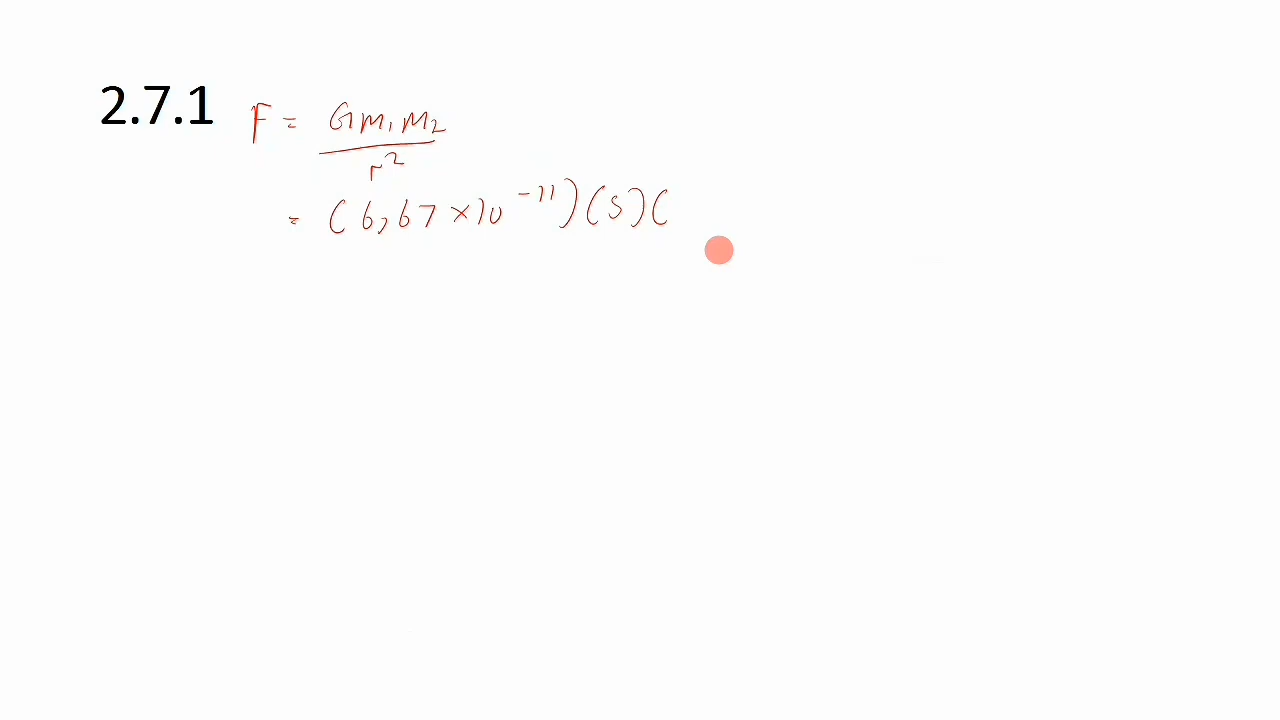 2.7.1 F = Gm₁m₂
r²
= (6,67 × 10⁻¹¹)(5)(